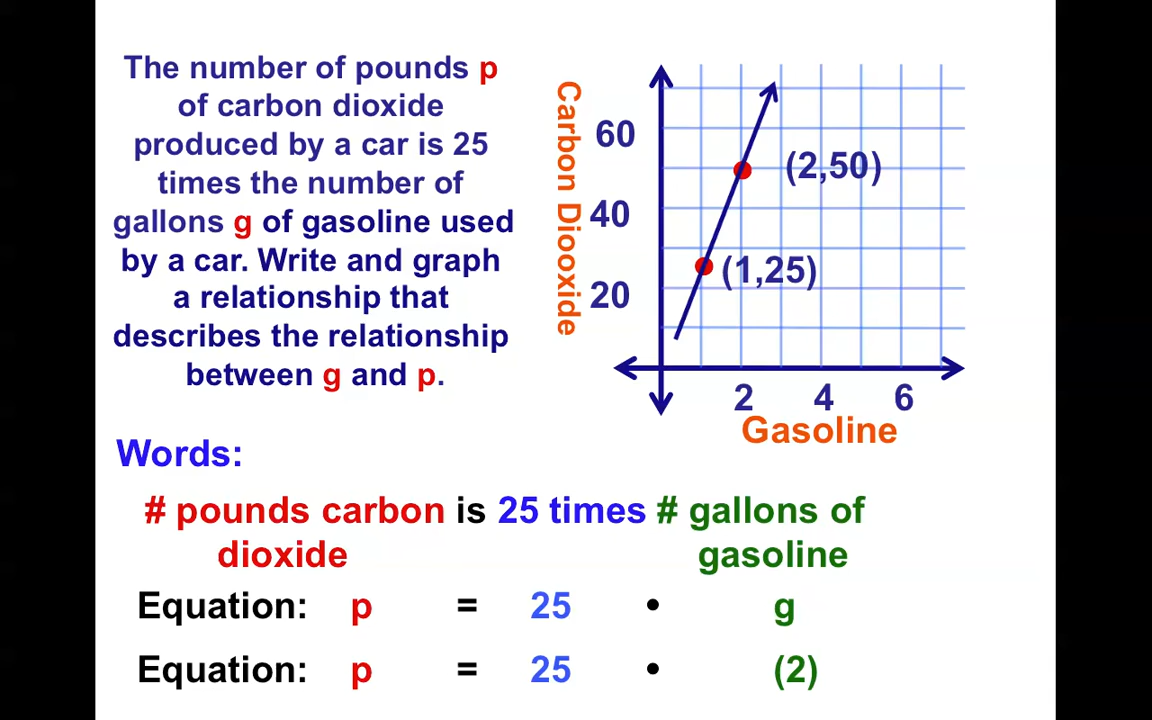 The number of pounds p
of carbon dioxide
produced by a car is 25
times the number of
gallons g of gasoline used
by a car. Write and graph
a relationship that
describes the relationship
between g and p.
Carbon Diooxide
60
40
20
(2,50)
(1,25)
2 4 6
Gasoline
Words:
# pounds carbon is 25 times # gallons of
dioxide gasoline
Equation: p = 25 • g
Equation: p = 25 • (2)